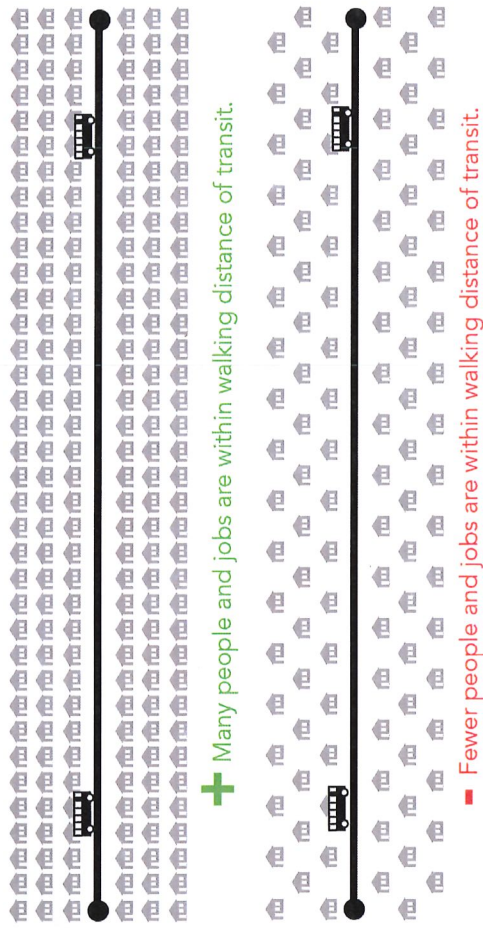 + Many people and jobs are within walking distance of transit.
- Fewer people and jobs are within walking distance of transit.